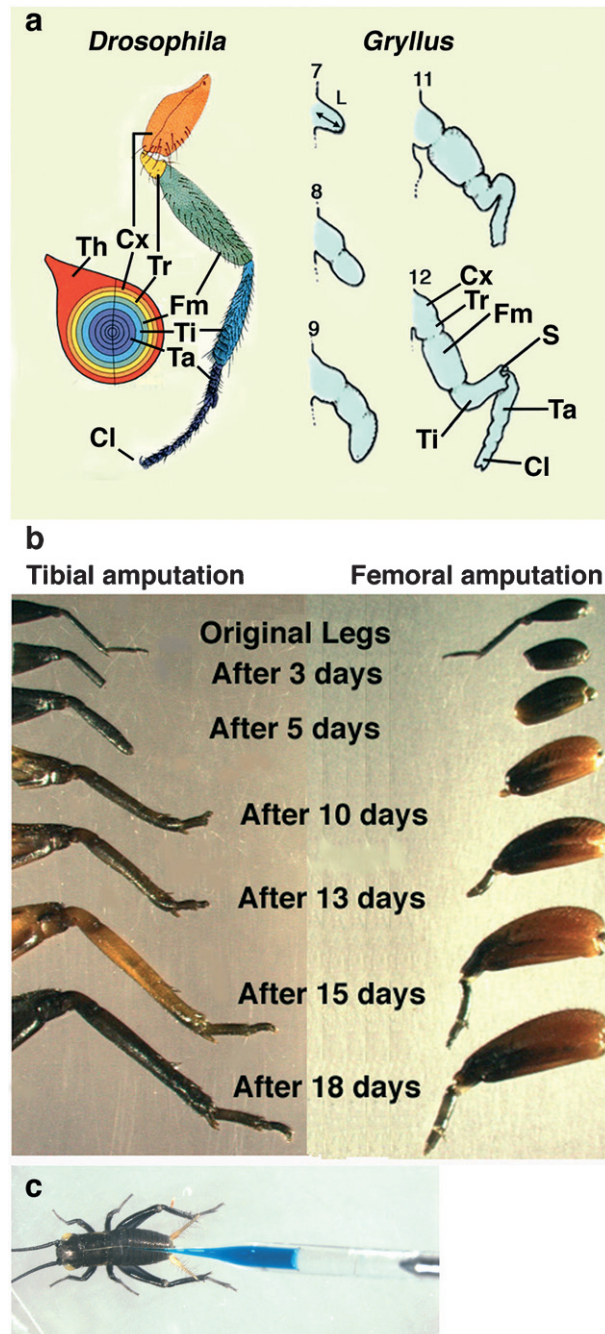 a
Drosophila
Gryllus
Th
Cx
Tr
Fm
Ti
Ta
Cl
7
L
8
9
11
12
Cx
Tr
Fm
S
Ti
Ta
Cl
b
Tibial amputation
Femoral amputation
Original Legs
After 3 days
After 5 days
After 10 days
After 13 days
After 15 days
After 18 days
c